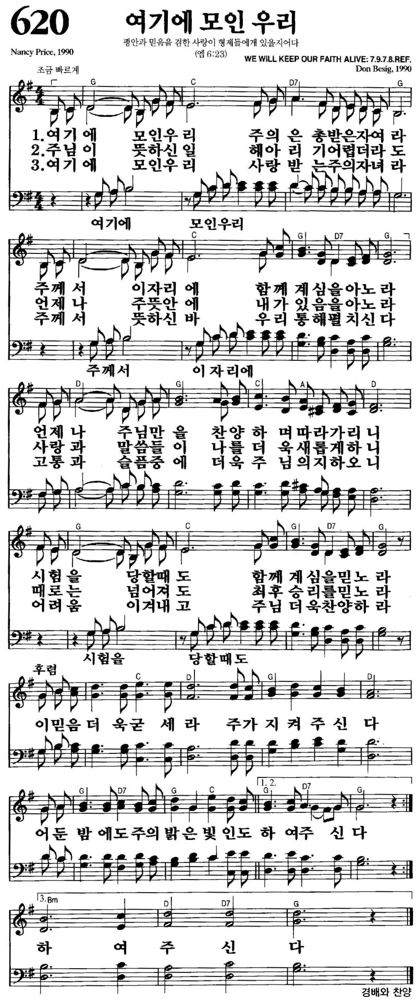 620
여기에 모인 우리
평안과 믿음을 겸한 사랑이 형제들에게 있을지어다
(엡 6:23)
Nancy Price, 1990
WE WILL KEEP OUR FAITH ALIVE: 7.9.7.8.REF.
Don Besig, 1990
조금 빠르게
G C D7 G
1.여기에 모인우리 주의은총받은자여라
2.주님이 뜻하신일 헤아리기어렵더라도
3.여기에 모인우리 사랑받는주의자녀라
여기에 모인우리
C G D7 G
주께서 이자리에 함께계심을아노라
언제나 주뜻안에 내가있음을아노라
주께서 뜻하신바 우리통해펼치신다
주께서 이자리에
D G C A D
언제나 주님만을 찬양하며따라가리니
사랑과 말씀들이 나를더욱새롭게하니
고통과 슬픔중에 더욱주님의지하오니
G C G D7 G
시험을 당할때도 함께계심을믿노라
때로는 넘어져도 최후승리를믿노라
어려움 이겨내고 주님더욱찬양하라
시험을 당할때도
후렴
C D G D
이믿음더욱굳세라 주가지켜주신다
G D7 G C 1. 2. G D7 G
어둔밤에도주의밝은빛인도하여주신다
3. Bm D D7 G
하여주신다
경배와 찬양